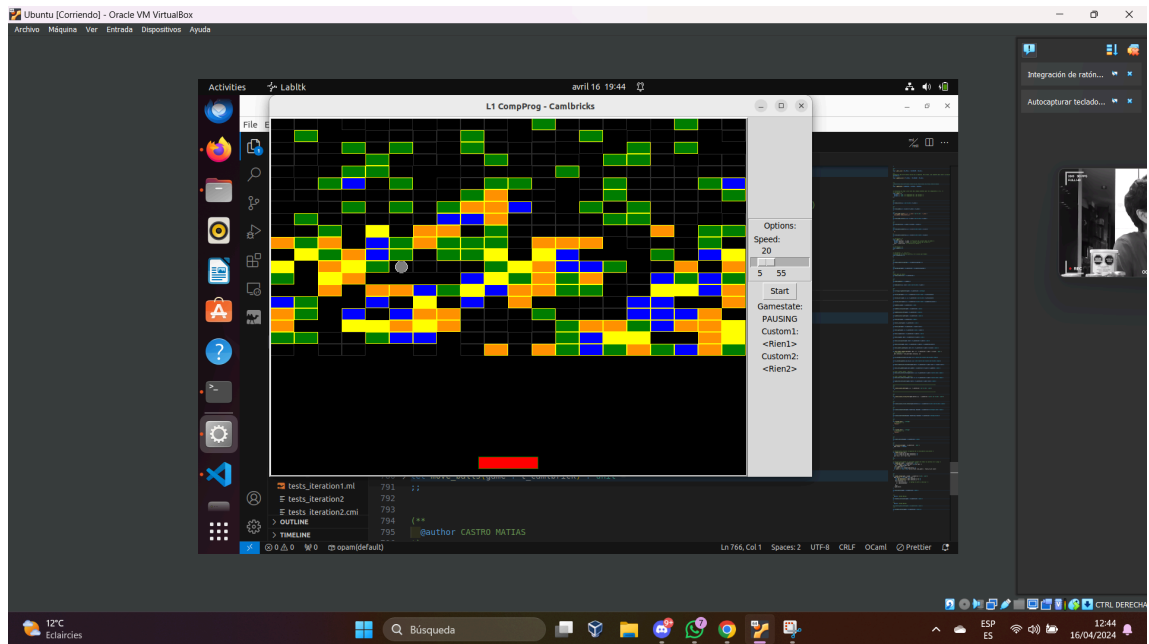 Ubuntu [Corriendo] - Oracle VM VirtualBox
Archivo Máquina Ver Entrada Dispositivos Ayuda
Integración de ratón...
Autocapturar teclado...
Activities
Labltk
avril 16 19:44
L1 CompProg - Camlbricks
File E
Options:
Speed:
20
5 55
Start
Gamestate:
PAUSING
Custom1:
<Rien1>
Custom2:
<Rien2>
tests_iteration1.ml
tests_iteration2
tests_iteration2.cmi
OUTLINE
TIMELINE
791 ;;
792
793
794 (**
795 @author CASTRO MATIAS
0 0 0 opam(default)
Ln 766, Col 1 Spaces: 2 UTF-8 CRLF OCaml Prettier
CTRL DERECHA
12°C
Eclaircies
Búsqueda
ESP
ES
12:44
16/04/2024